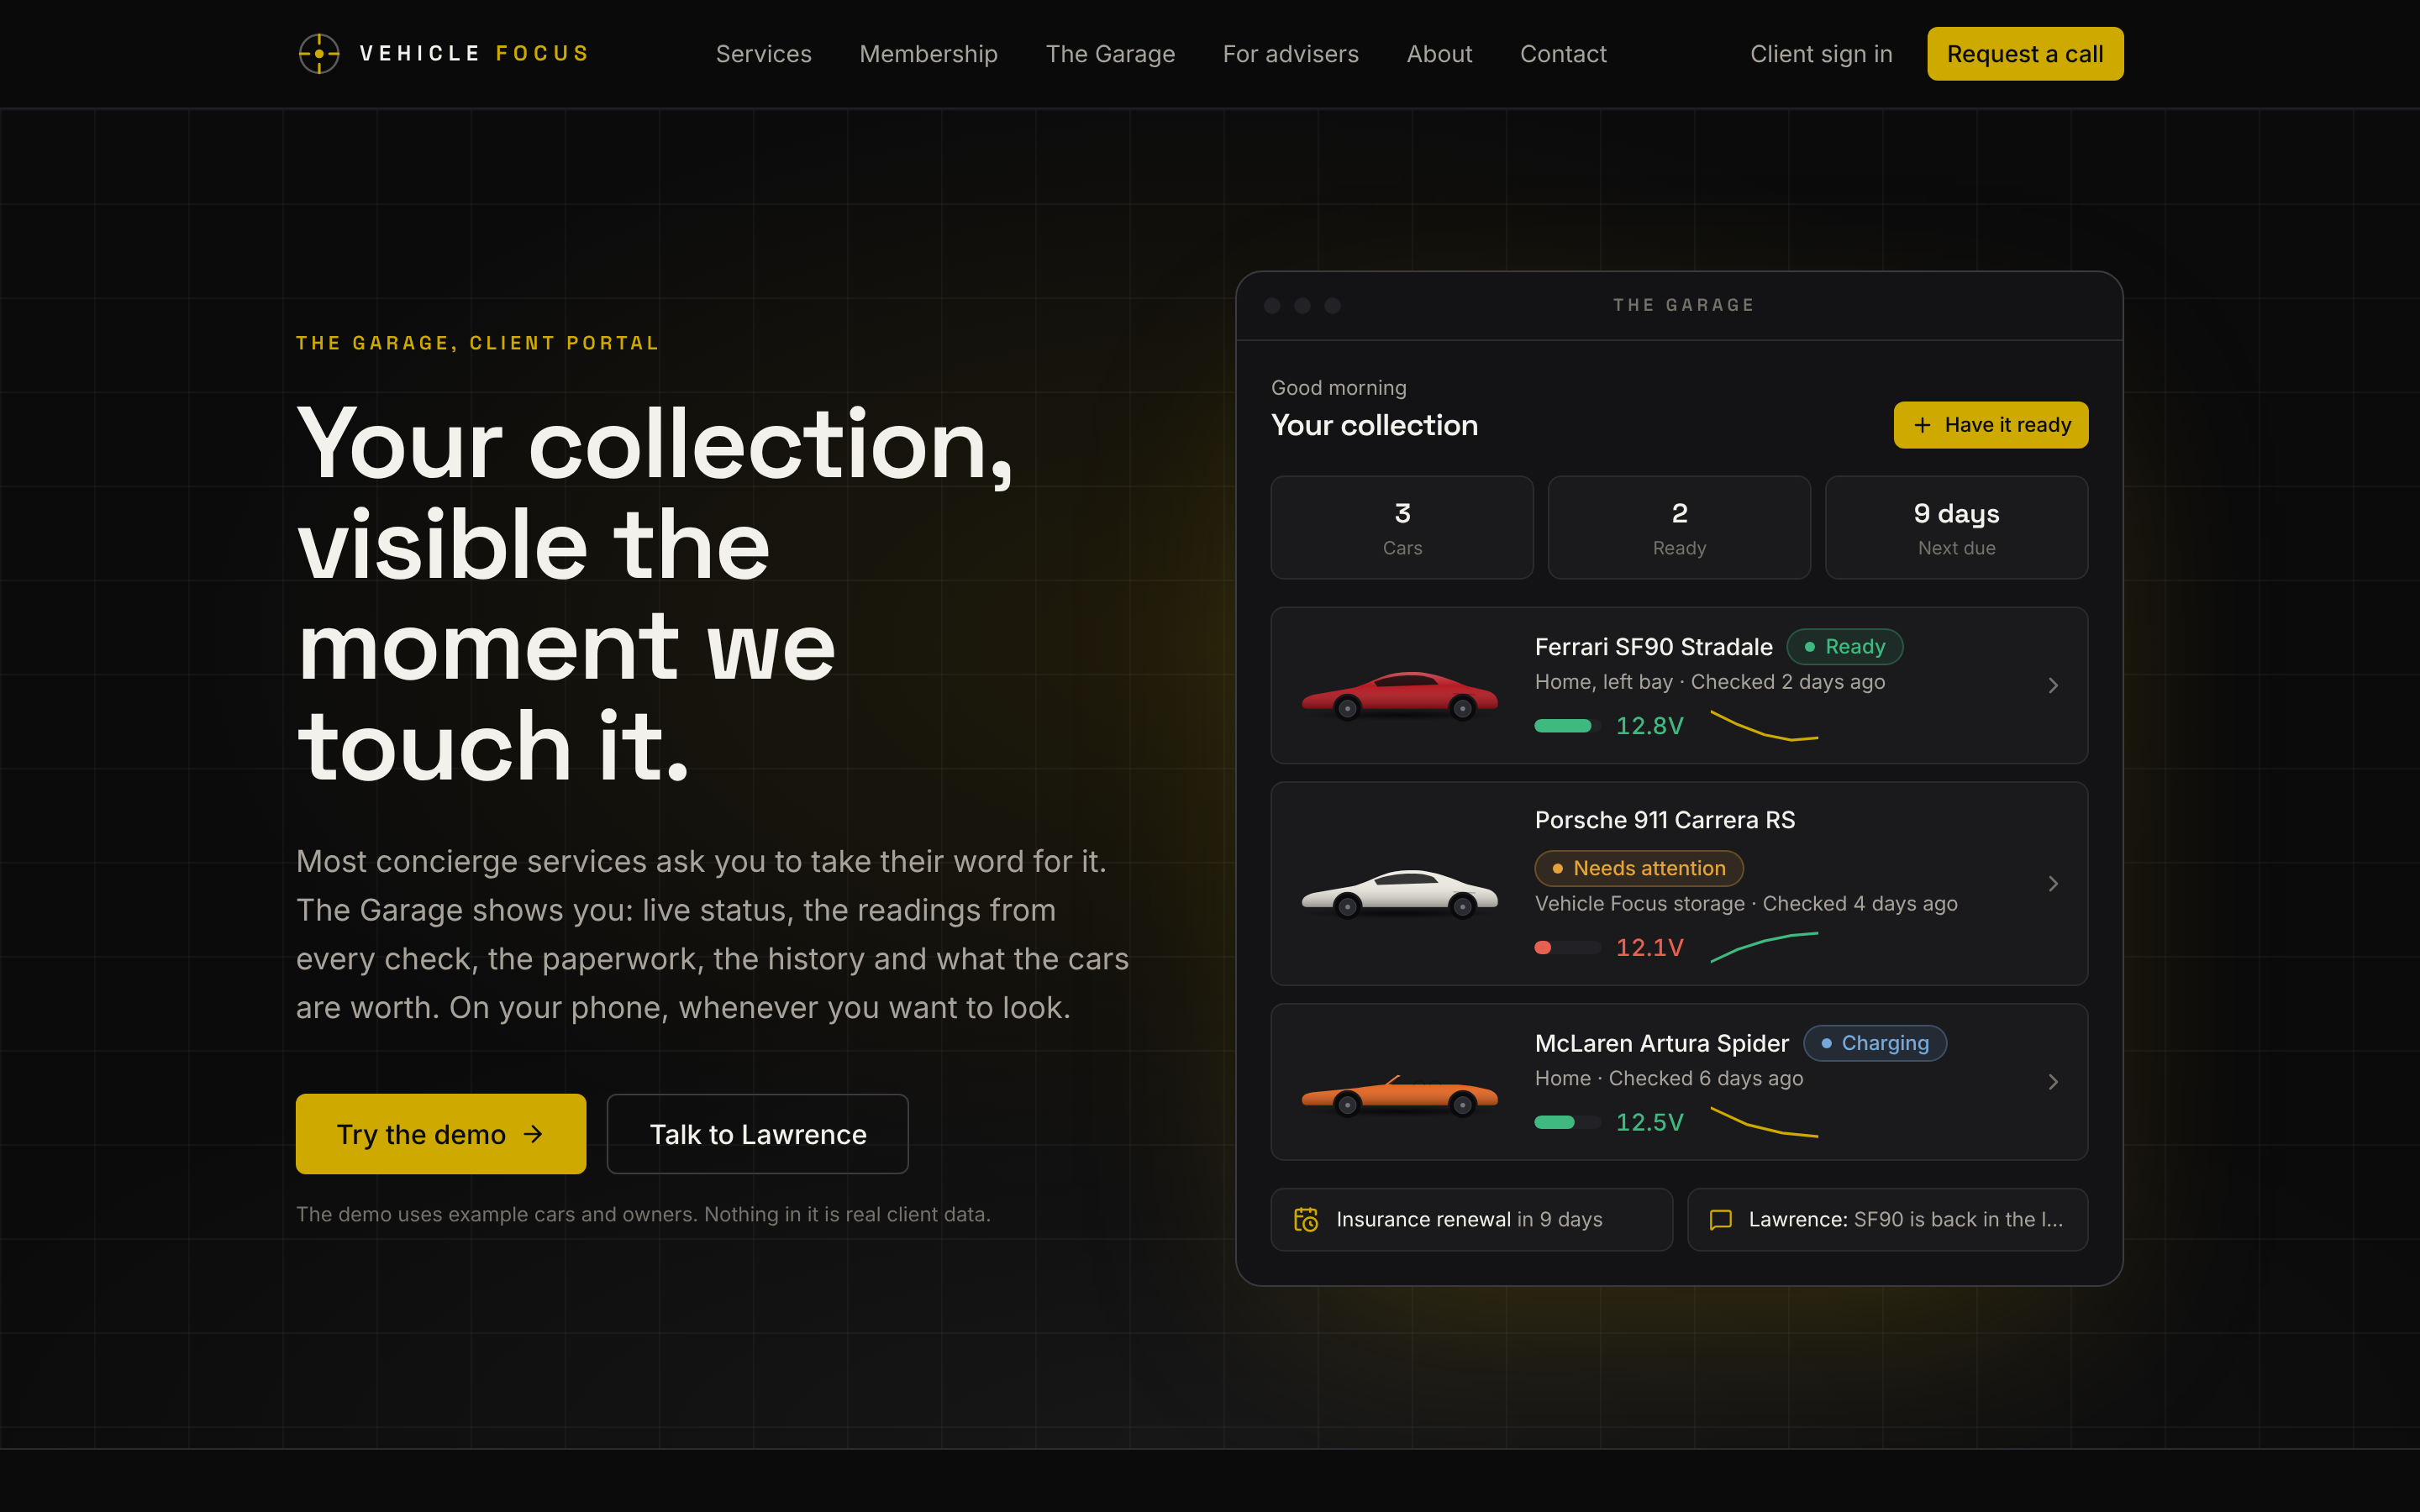 VEHICLE FOCUS
Services
Membership
The Garage
For advisers
About
Contact
Client sign in
Request a call
THE GARAGE, CLIENT PORTAL
Your collection,
visible the
moment we
touch it.
Most concierge services ask you to take their word for it.
The Garage shows you: live status, the readings from
every check, the paperwork, the history and what the cars
are worth. On your phone, whenever you want to look.
Try the demo
Talk to Lawrence
The demo uses example cars and owners. Nothing in it is real client data.
THE GARAGE
Good morning
Your collection
Have it ready
3
Cars
2
Ready
9 days
Next due
Ferrari SF90 Stradale
Ready
Home, left bay · Checked 2 days ago
12.8V
Porsche 911 Carrera RS
Needs attention
Vehicle Focus storage · Checked 4 days ago
12.1V
McLaren Artura Spider
Charging
Home · Checked 6 days ago
12.5V
Insurance renewal in 9 days
Lawrence: SF90 is back in the l...